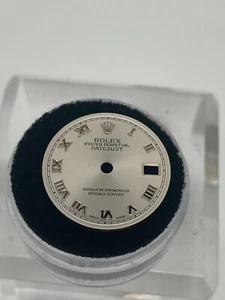 ROLEX
OYSTER PERPETUAL
DATEJUST
SUPERLATIVE CHRONOMETER
OFFICIALLY CERTIFIED